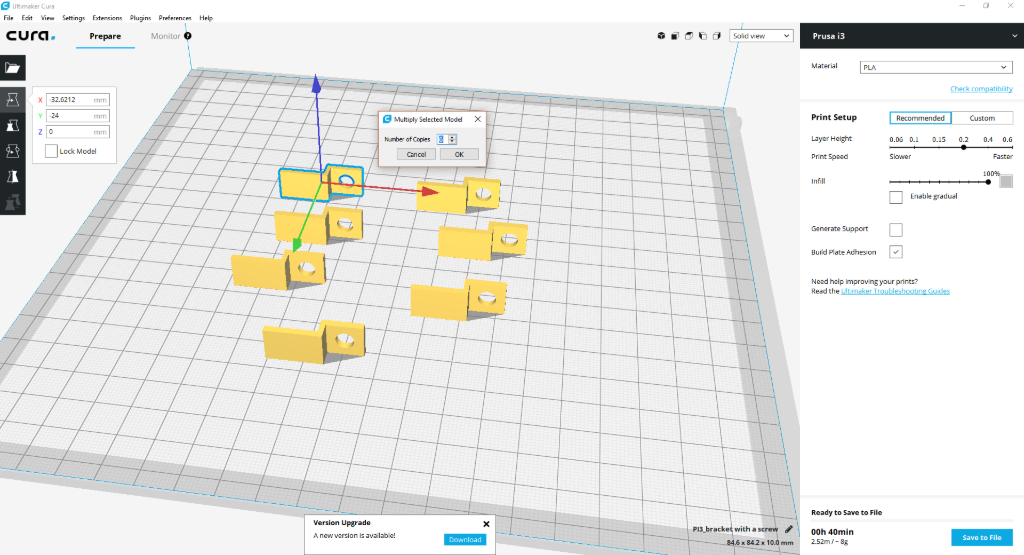 Ultimaker Cura
File Edit View Settings Extensions Plugins Preferences Help
cura. Prepare Monitor ? Solid view Prusa i3
X -32.6212 mm
Y -24 mm
Z 0 mm
Lock Model
Multiply Selected Model
Number of Copies
Cancel OK
Material PLA
Check compatibility
Print Setup Recommended Custom
Layer Height 0.06 0.1 0.15 0.2 0.4 0.6
Print Speed Slower Faster
Infill 100%
Enable gradual
Generate Support
Build Plate Adhesion
Need help improving your prints?
Read the Ultimaker Troubleshooting Guides
Version Upgrade
A new version is available!
Download
PI3_bracket with a screw
84.6 x 84.2 x 10.0 mm
Ready to Save to File
00h 40min
2.52m / ~ 8g
Save to File